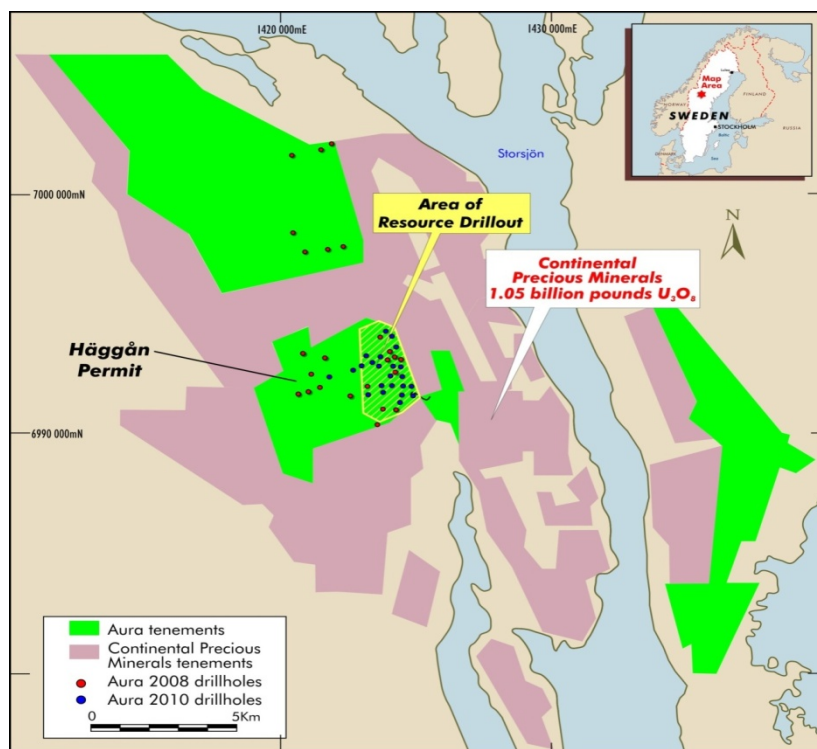 1420 000mE
1430 000mE
7000 000mN
6990 000mN
Storsjön
N
Area of
Resource Drillout
Continental
Precious Minerals
1.05 billion pounds U₃O₈
Häggån
Permit
Map
Area
NORWAY
SWEDEN
FINLAND
STOCKHOLM
RUSSIA
Baltic
Sea
Aura tenements
Continental Precious
Minerals tenements
Aura 2008 drillholes
Aura 2010 drillholes
0
5Km